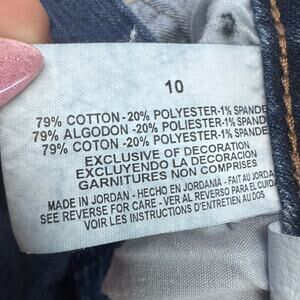 10
79% COTTON-20% POLYESTER-1% SPANDE
79% ALGODON-20% POLIESTER-1% SPANDE
79% COTON-20% POLYESTER-1% SPANDE
EXCLUSIVE OF DECORATION
EXCLUYENDO LA DECORACION
GARNITURES NON COMPRISES
MADE IN JORDAN - HECHO EN JORDANIA - FAIT AU JORDA
SEE REVERSE FOR CARE - VER AL REVERSO PARA CUIDADO
VOIR LES INSTRUCTIONS D'ENTRETIEN AU DOS